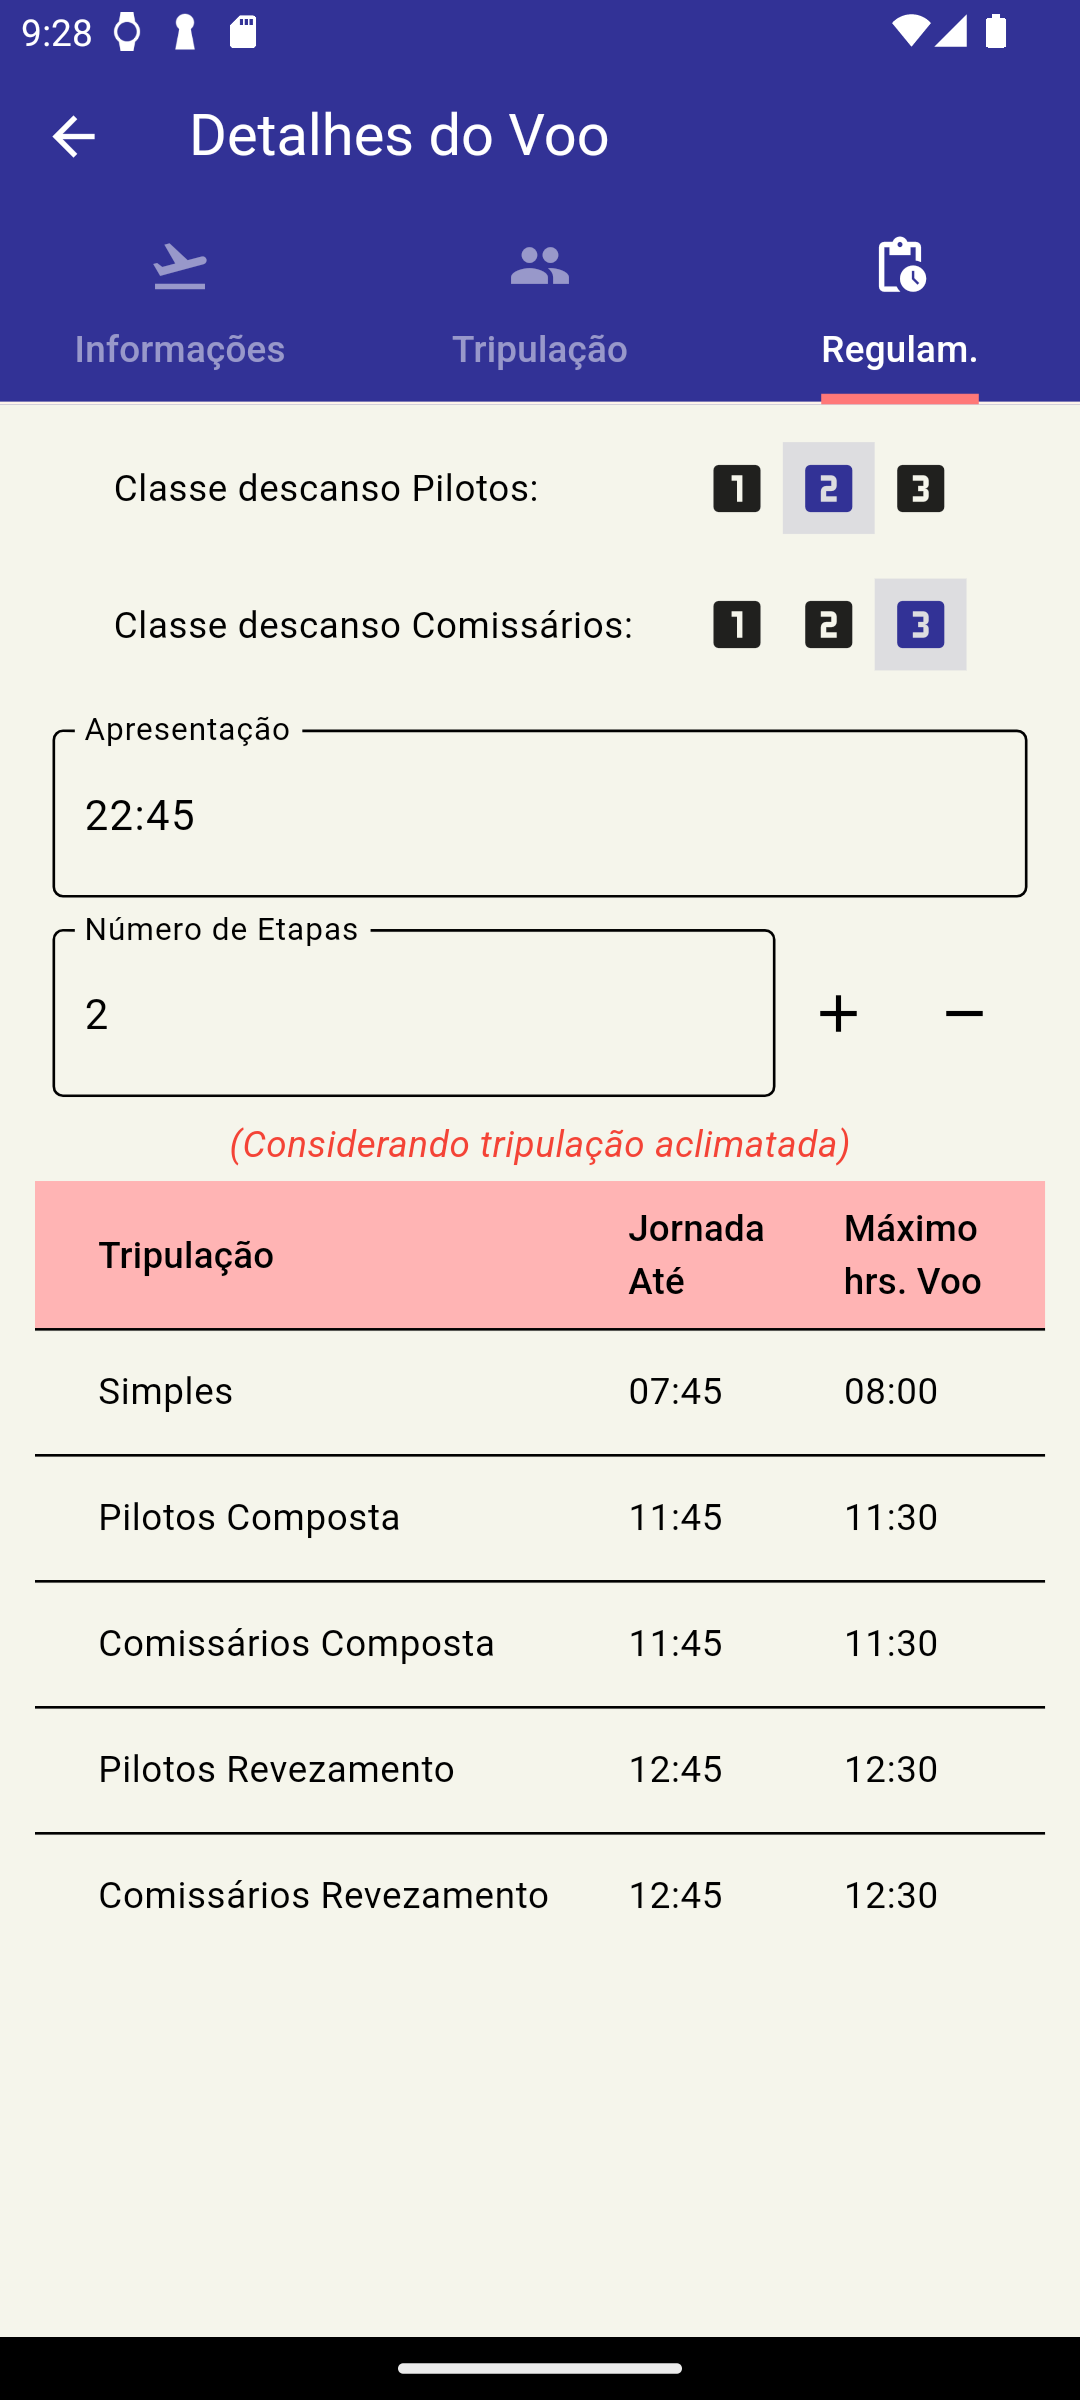 9:28
Detalhes do Voo
Informações Tripulação Regulam.
Classe descanso Pilotos: 1 2 3
Classe descanso Comissários: 1 2 3
Apresentação
22:45
Número de Etapas
2 + −
(Considerando tripulação aclimatada)
Tripulação Jornada Até Máximo hrs. Voo
Simples 07:45 08:00
Pilotos Composta 11:45 11:30
Comissários Composta 11:45 11:30
Pilotos Revezamento 12:45 12:30
Comissários Revezamento 12:45 12:30